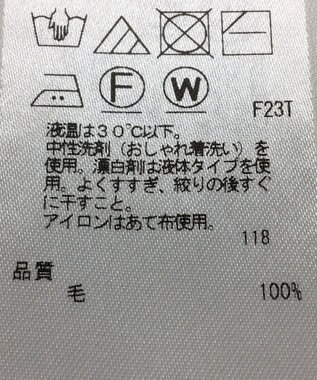 F W
F23T
液温は30℃以下。
中性洗剤(おしゃれ着洗い)を
使用。漂白剤は液体タイプを使
用。よくすすぎ、絞りの後すぐ
に干すこと。
アイロンはあて布使用。
118
品質
毛 100%